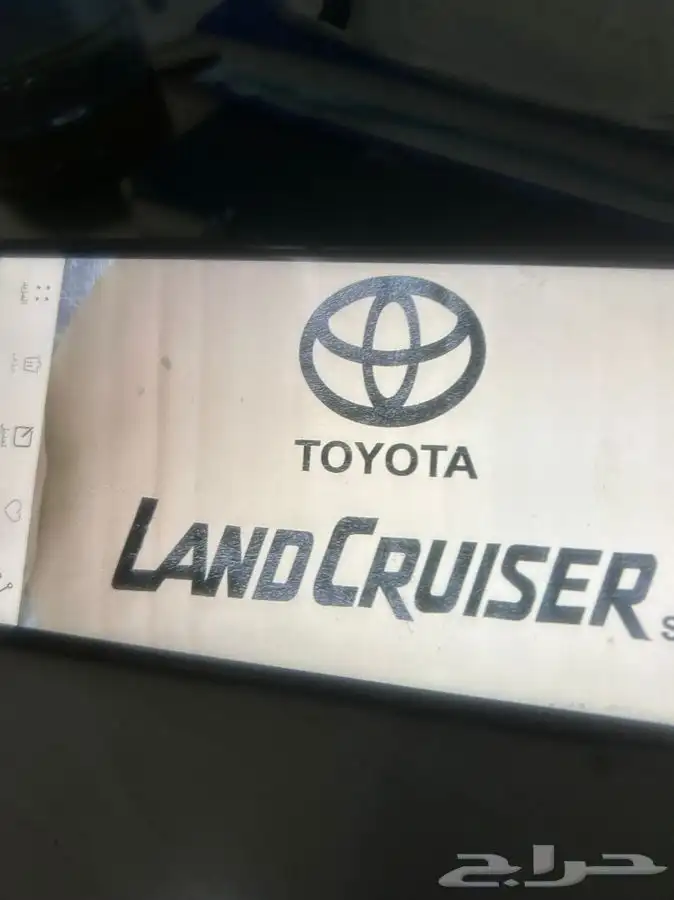 TOYOTA
LAND CRUISER
حراج